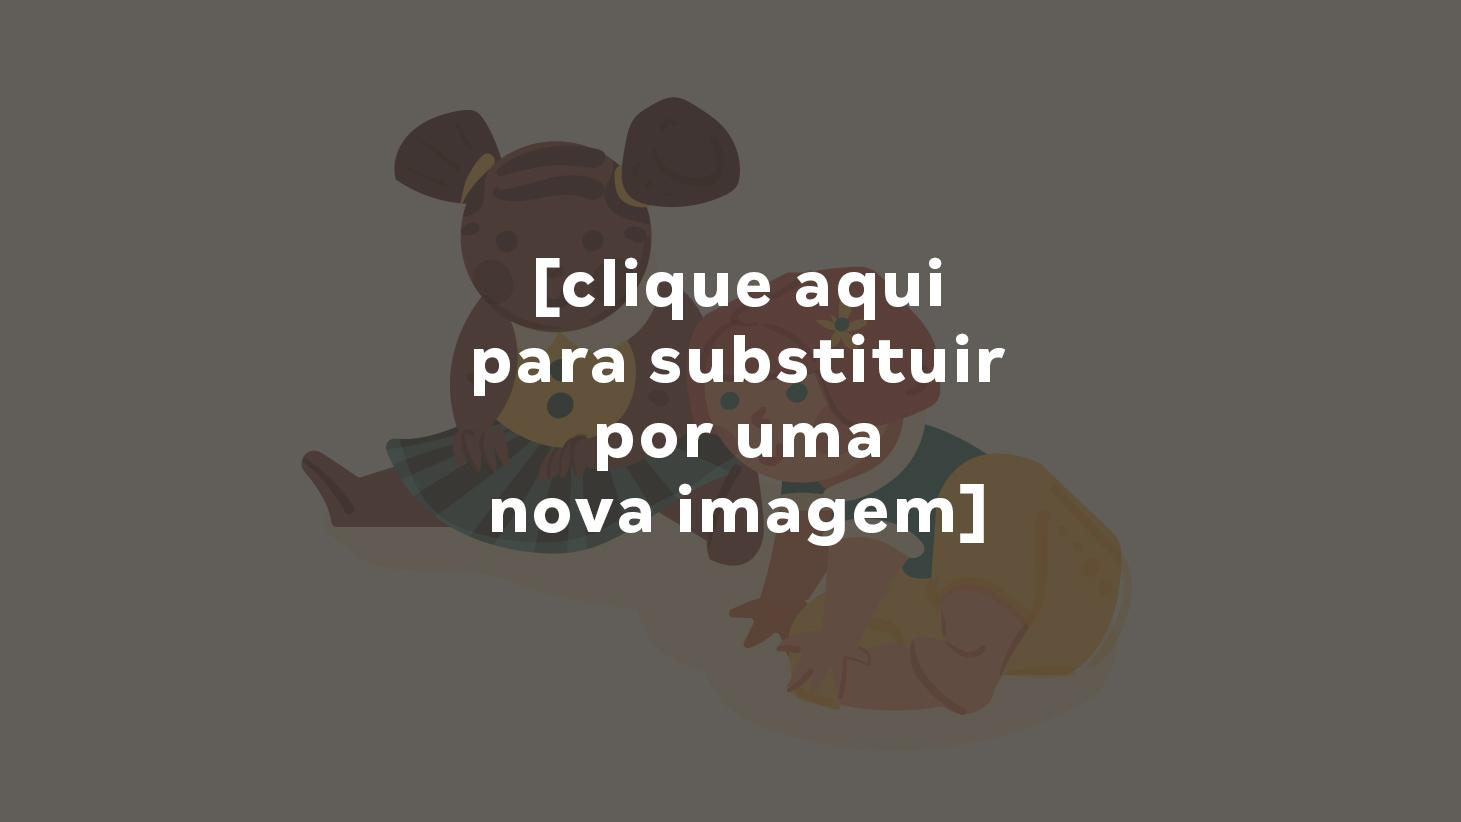 [clique aqui
para substituir
por uma
nova imagem]